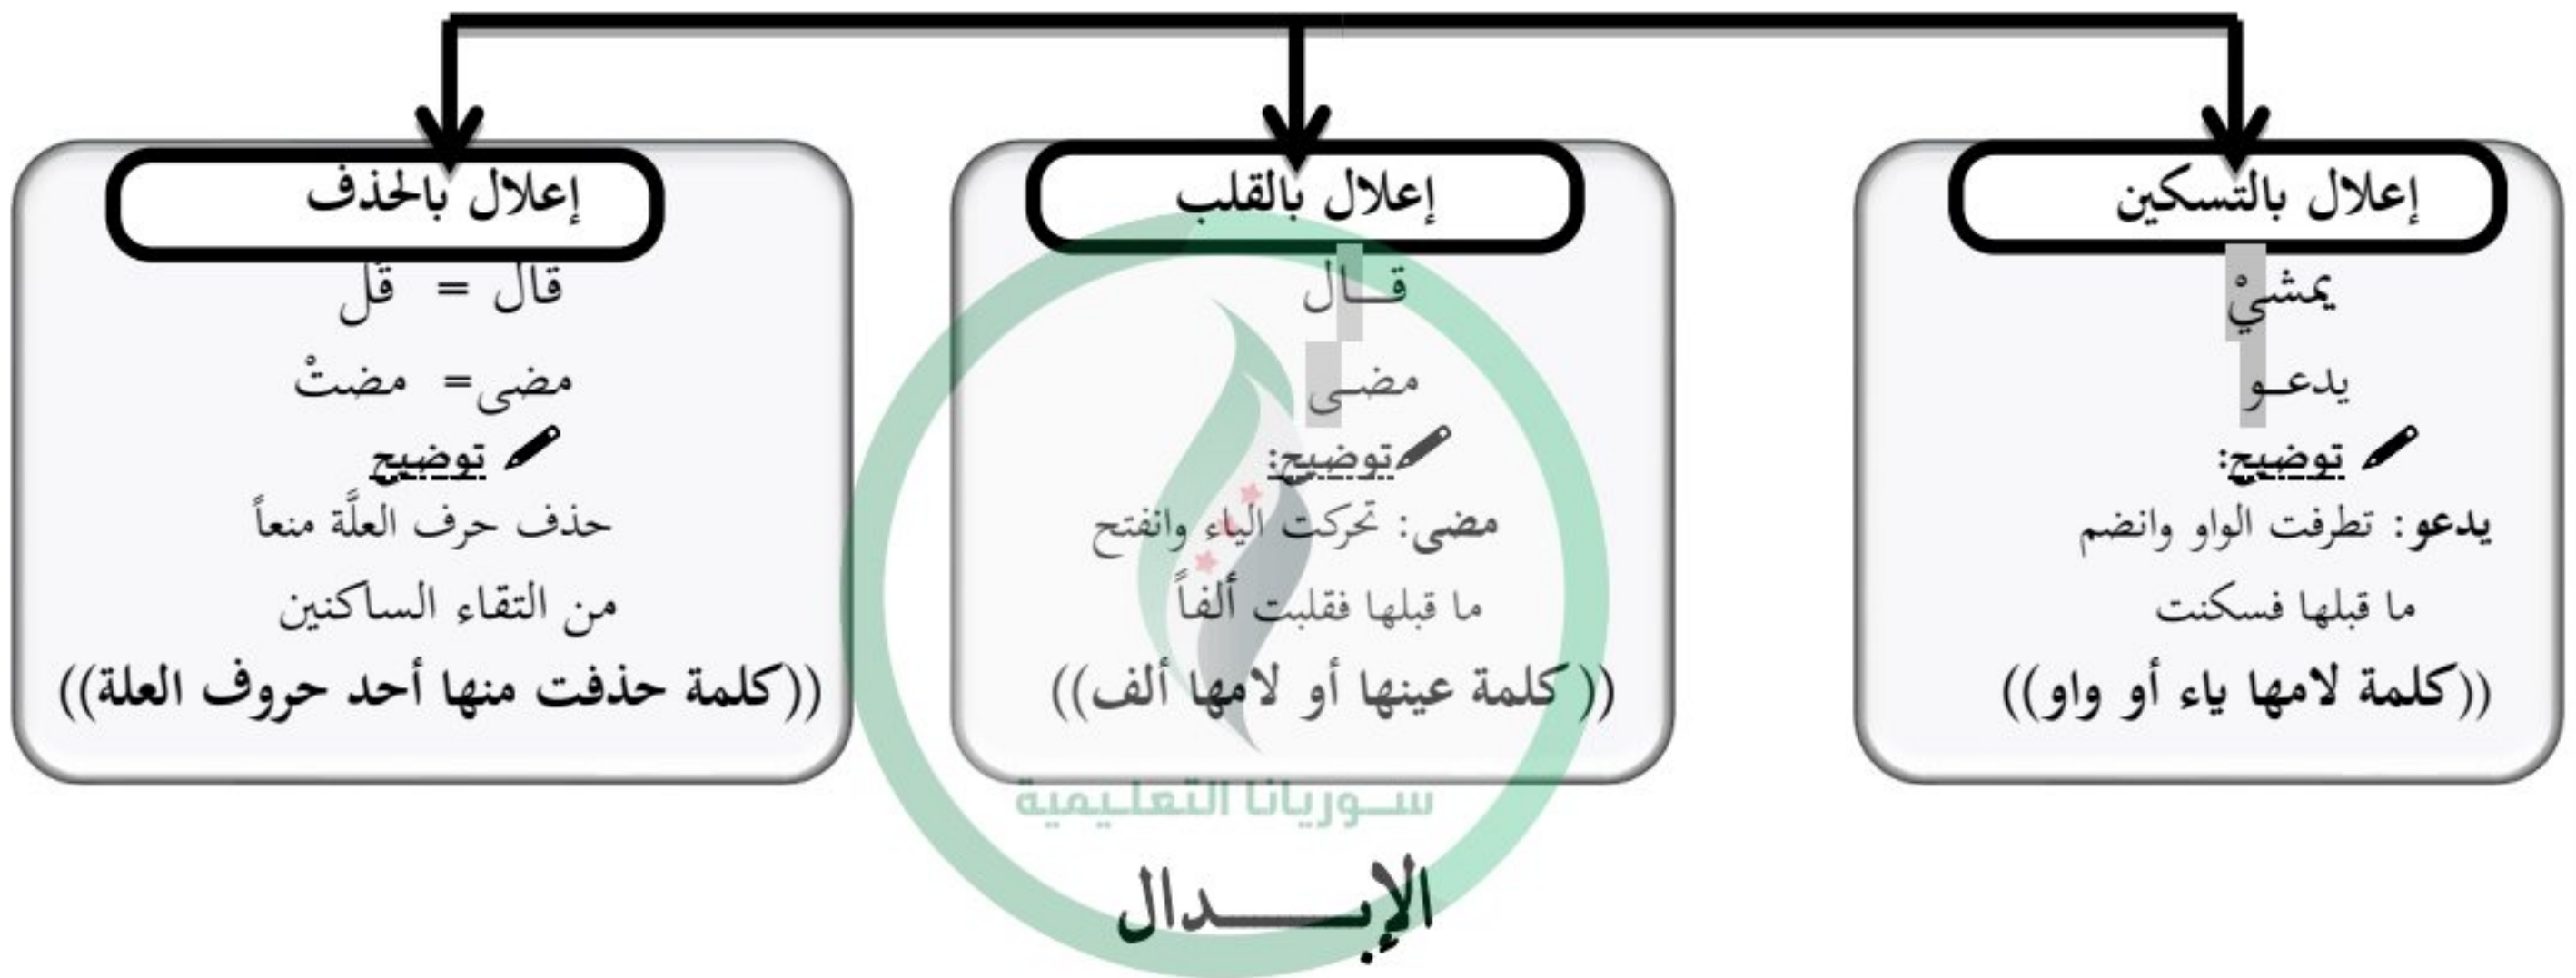 إعلال بالتسكين
يمشيْ
يدعـو
توضيح:
يدعو: تطرفت الواو وانضم
ما قبلها فسكنت
((كلمة لامها ياء أو واو))
إعلال بالقلب
قـال
مضـى
توضيح:
مضى: تحركت الياء وانفتح
ما قبلها فقلبت ألفاً
((كلمة عينها أو لامها ألف))
إعلال بالحذف
قال = قل
مضى= مضتْ
توضيح
حذف حرف العلَّة منعاً
من التقاء الساكنين
((كلمة حذفت منها أحد حروف العلة))
سـوريانا التعليمية
الإبـــدال